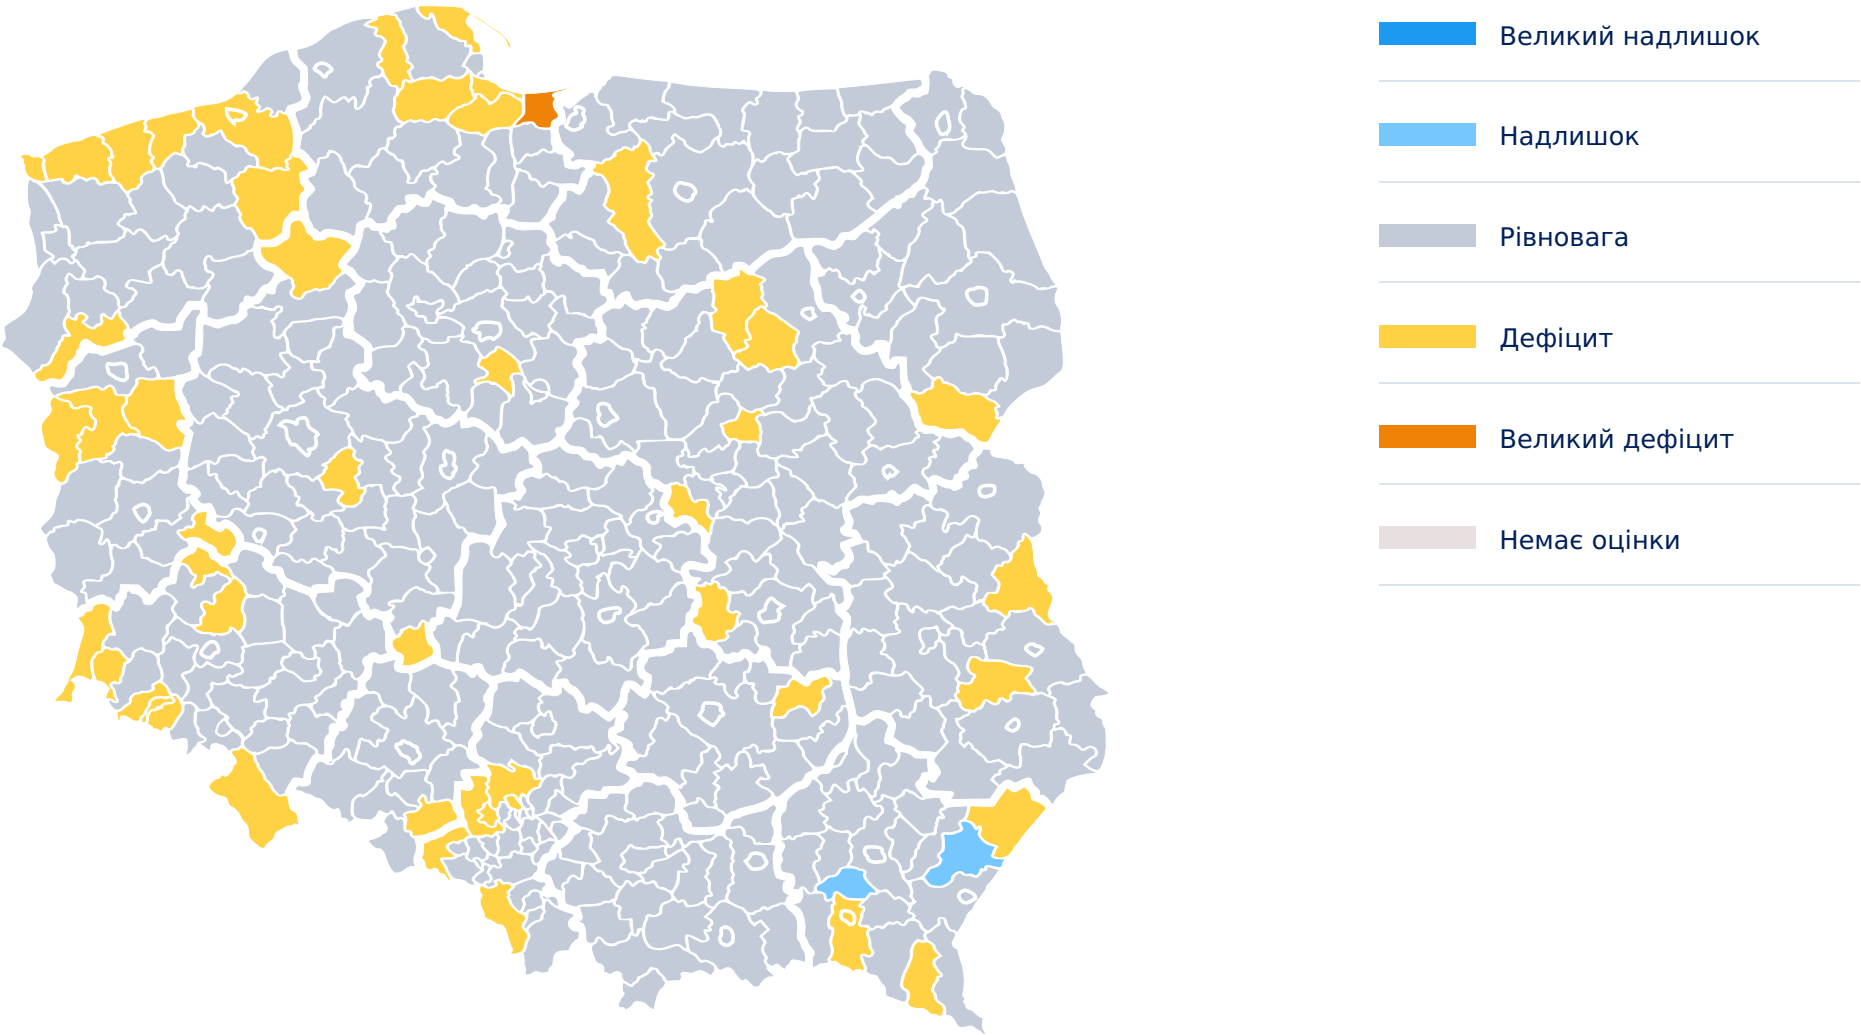 Великий надлишок
Надлишок
Рівновага
Дефіцит
Великий дефіцит
Немає оцінки